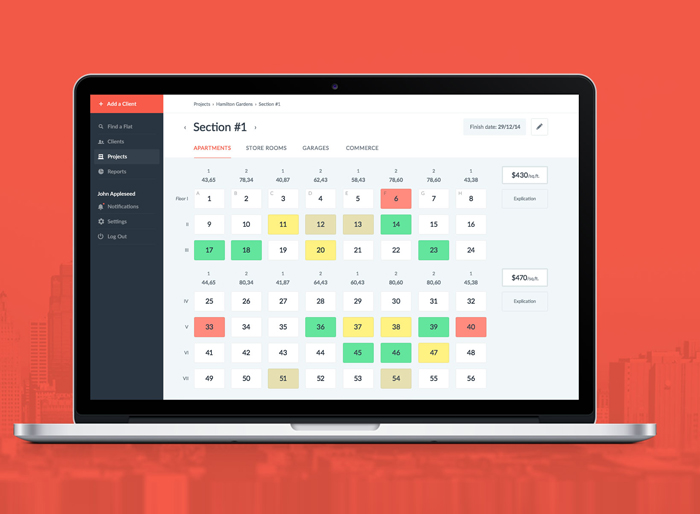 + Add a Client
Find a Flat
Clients
Projects
Reports
John Appleseed
Notifications
Settings
Log Out
Projects › Hamilton Gardens › Section #1
‹ Section #1 ›
Finish date: 29/12/14
APARTMENTS STORE ROOMS GARAGES COMMERCE
1 2 1 2 1 2 2 1
43,65 78,34 40,87 62,43 58,43 78,60 78,60 43,38
$430/sq.ft.
A B C D E F G H
Floor I 1 2 3 4 5 6 7 8
Explication
II 9 10 11 12 13 14 15 16
III 17 18 19 20 21 22 23 24
1 2 1 2 1 2 2 1
44,65 80,34 41,87 64,43 60,43 80,60 80,60 45,38
$470/sq.ft.
IV 25 26 27 28 29 30 31 32
Explication
V 33 34 35 36 37 38 39 40
VI 41 42 43 44 45 46 47 48
VII 49 50 51 52 53 54 55 56